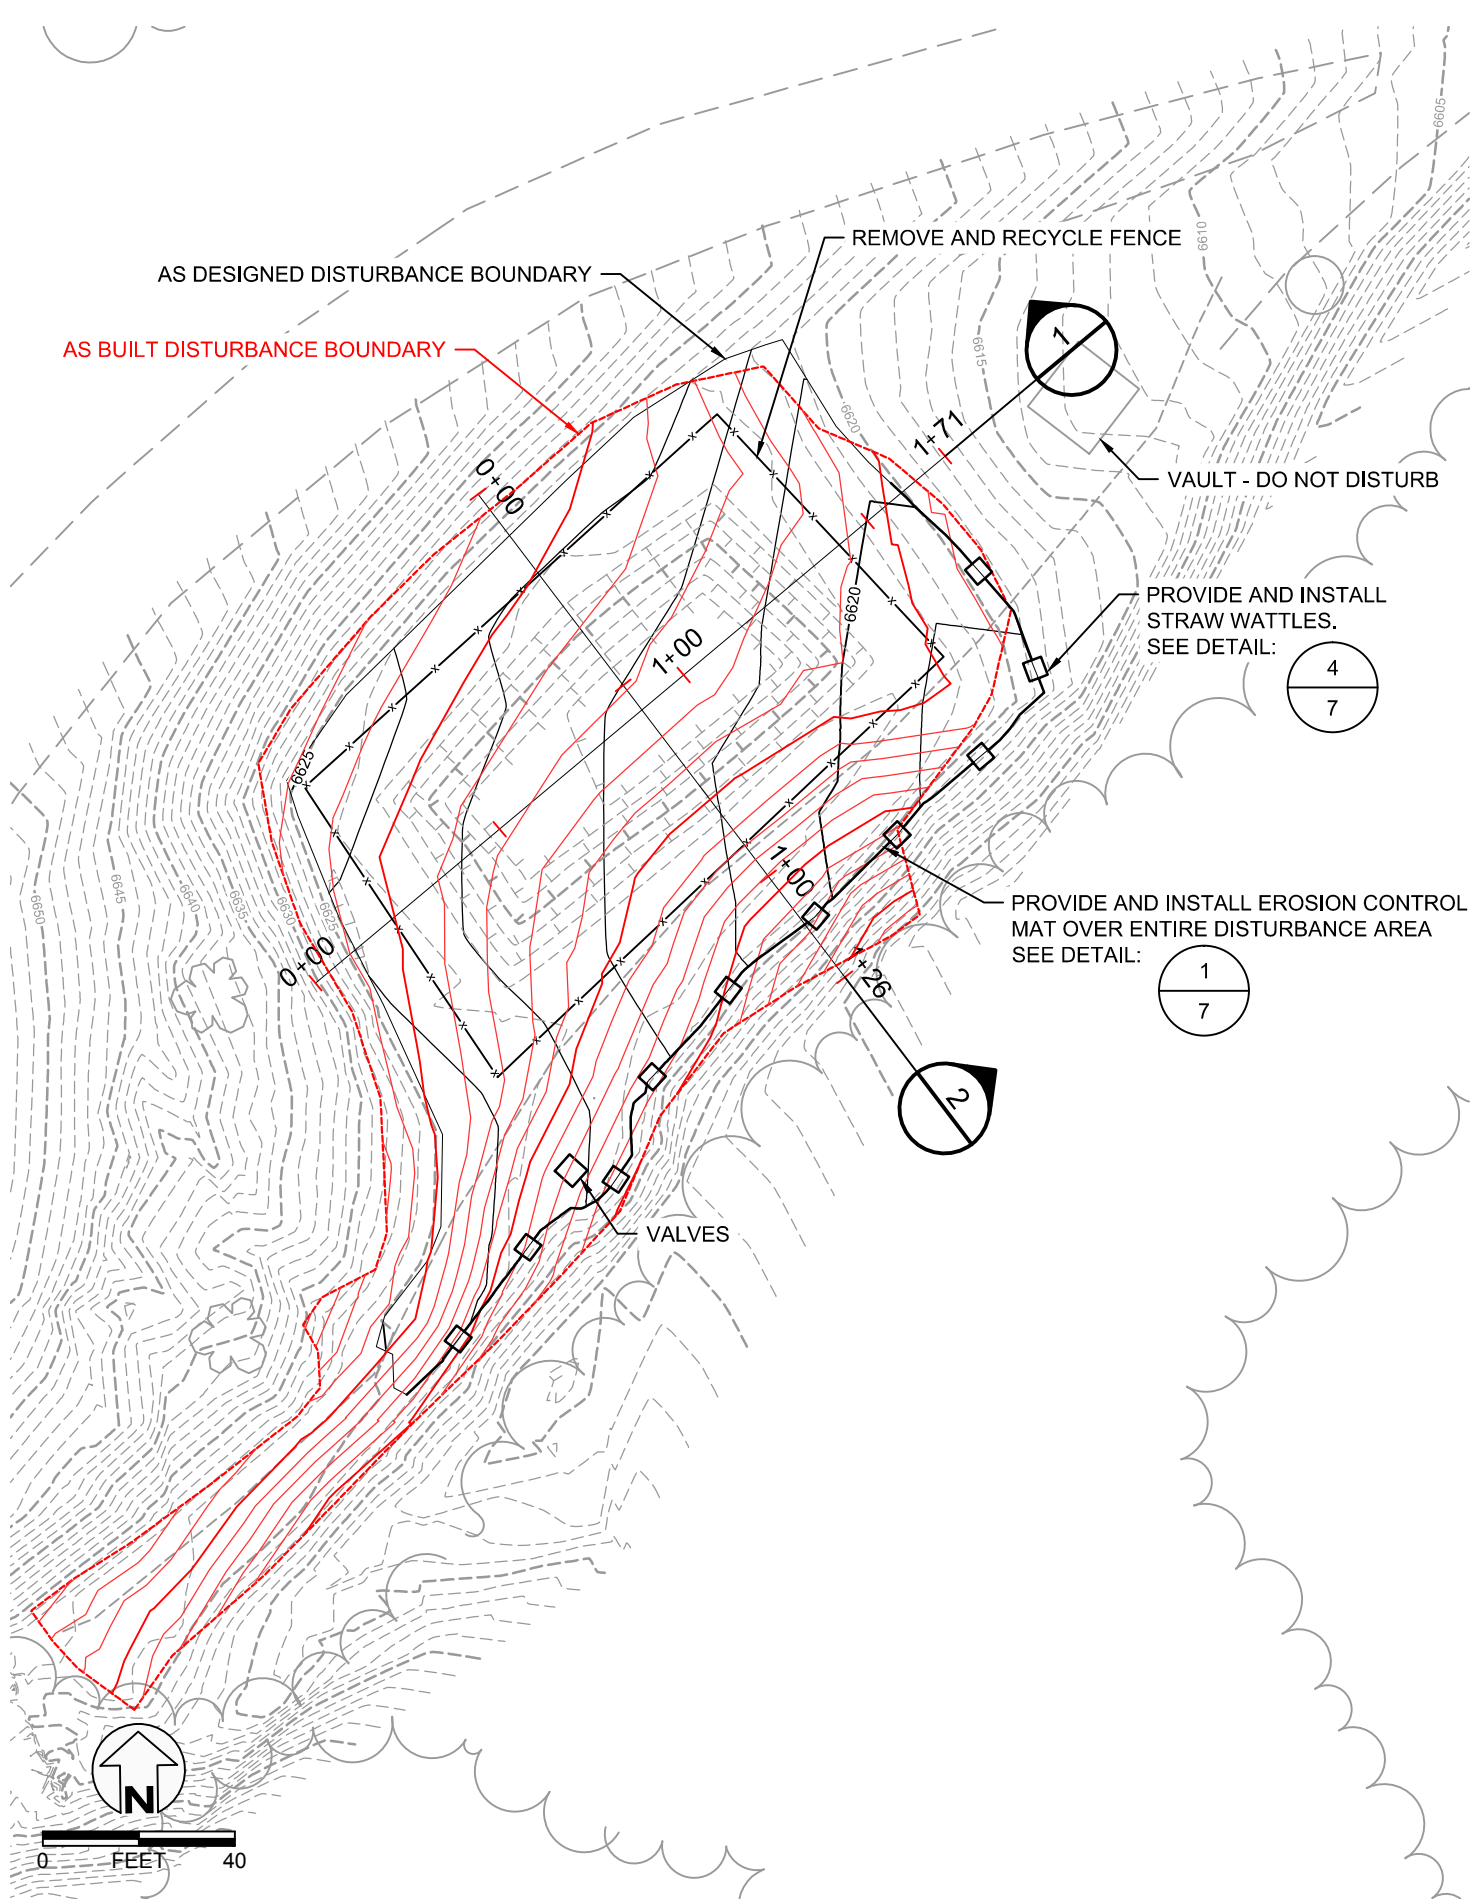 6605
REMOVE AND RECYCLE FENCE
6610
AS DESIGNED DISTURBANCE BOUNDARY
AS BUILT DISTURBANCE BOUNDARY
6615
1
6620
1+71
0+00
VAULT - DO NOT DISTURB
PROVIDE AND INSTALL
STRAW WATTLES.
SEE DETAIL:
4
7
6620
1+00
6625
6650
6645
6640
6635
6630
6625
1+00
0+00
1+26
PROVIDE AND INSTALL EROSION CONTROL
MAT OVER ENTIRE DISTURBANCE AREA
SEE DETAIL:
1
7
2
VALVES
N
0 FEET 40